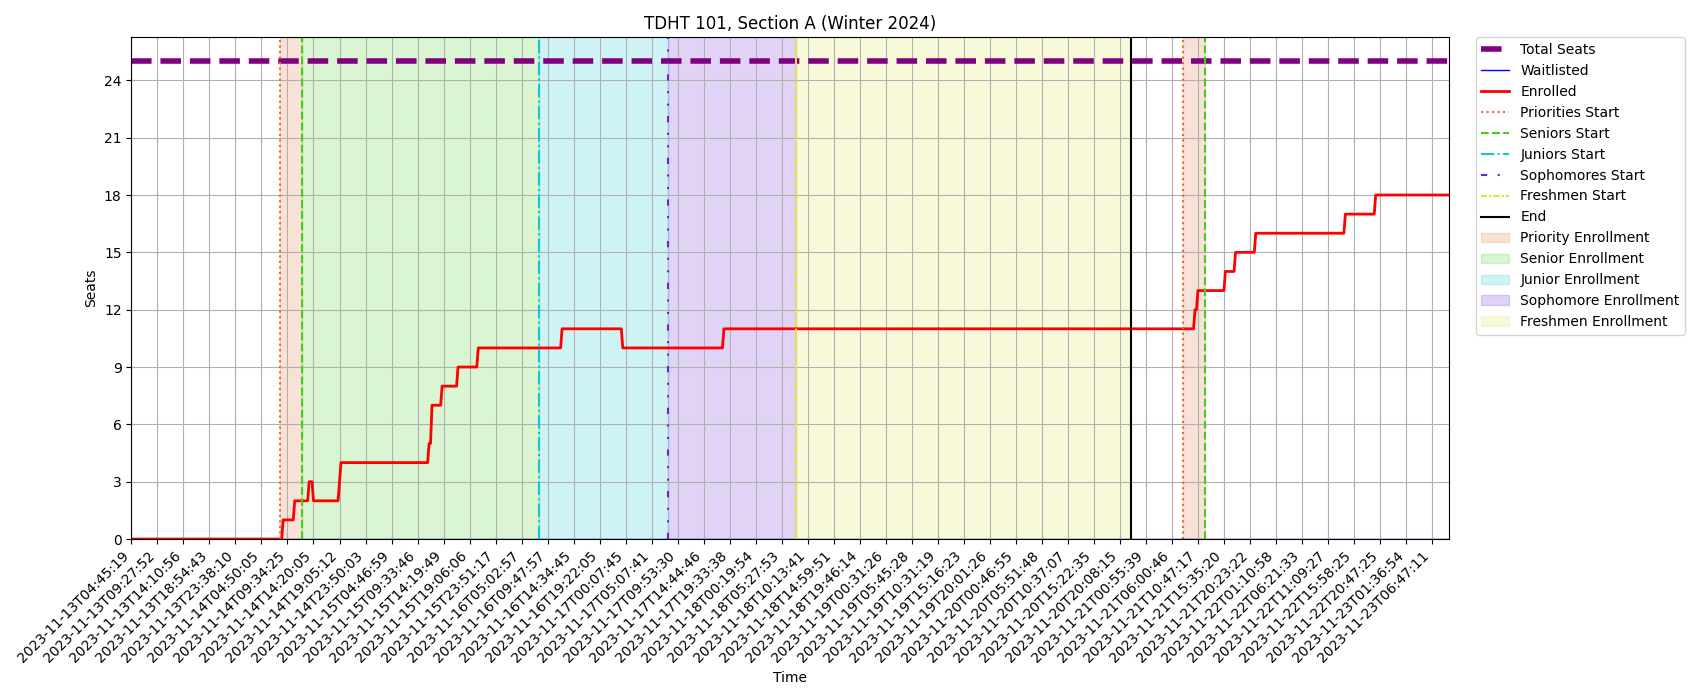 TDHT 101, Section A (Winter 2024)
Seats
24
21
18
15
12
9
6
3
0
2023-11-13T04:45:19
2023-11-13T09:27:52
2023-11-13T14:10:56
2023-11-13T18:54:43
2023-11-13T23:38:10
2023-11-14T04:50:05
2023-11-14T09:34:25
2023-11-14T14:20:05
2023-11-14T19:05:12
2023-11-14T23:50:03
2023-11-15T04:46:59
2023-11-15T09:33:46
2023-11-15T14:19:49
2023-11-15T19:06:06
2023-11-15T23:51:17
2023-11-16T05:02:57
2023-11-16T09:47:57
2023-11-16T14:34:45
2023-11-16T19:22:05
2023-11-17T00:07:45
2023-11-17T05:07:41
2023-11-17T09:53:30
2023-11-17T14:44:46
2023-11-17T19:33:38
2023-11-18T00:19:54
2023-11-18T05:27:53
2023-11-18T10:13:41
2023-11-18T14:59:51
2023-11-18T19:46:14
2023-11-19T00:31:26
2023-11-19T05:45:28
2023-11-19T10:31:19
2023-11-19T15:16:23
2023-11-19T20:01:26
2023-11-20T00:46:55
2023-11-20T05:51:48
2023-11-20T10:37:07
2023-11-20T15:22:35
2023-11-20T20:08:15
2023-11-21T00:55:39
2023-11-21T06:00:46
2023-11-21T10:47:17
2023-11-21T15:35:20
2023-11-21T20:23:22
2023-11-22T01:10:58
2023-11-22T06:21:33
2023-11-22T11:09:27
2023-11-22T15:58:25
2023-11-22T20:47:25
2023-11-23T01:36:54
2023-11-23T06:47:11
Time
Total Seats
Waitlisted
Enrolled
Priorities Start
Seniors Start
Juniors Start
Sophomores Start
Freshmen Start
End
Priority Enrollment
Senior Enrollment
Junior Enrollment
Sophomore Enrollment
Freshmen Enrollment